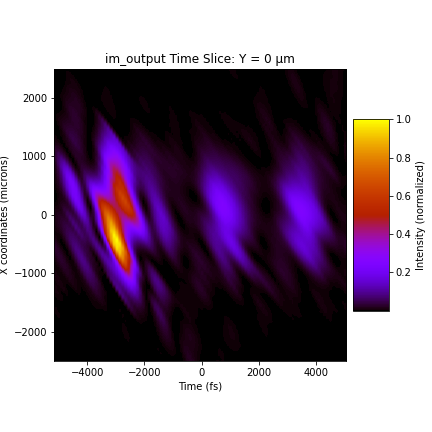 im_output Time Slice: Y = 0 μm
X coordinates (microns)
2000
1000
0
−1000
−2000
−4000 −2000 0 2000 4000
Time (fs)
1.0
0.8
0.6
0.4
0.2
Intensity (normalized)